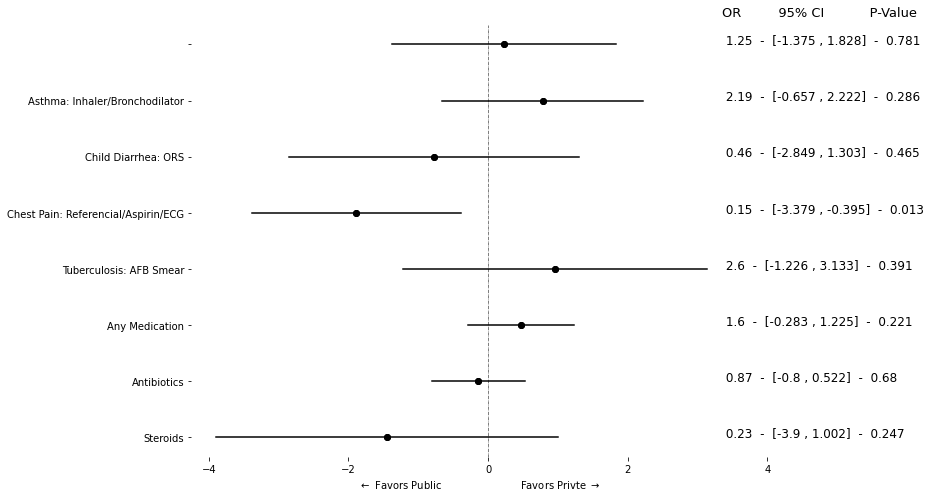 OR 95% CI P-Value
1.25 - [-1.375 , 1.828] - 0.781
Asthma: Inhaler/Bronchodilator 2.19 - [-0.657 , 2.222] - 0.286
Child Diarrhea: ORS 0.46 - [-2.849 , 1.303] - 0.465
Chest Pain: Referencial/Aspirin/ECG 0.15 - [-3.379 , -0.395] - 0.013
Tuberculosis: AFB Smear 2.6 - [-1.226 , 3.133] - 0.391
Any Medication 1.6 - [-0.283 , 1.225] - 0.221
Antibiotics 0.87 - [-0.8 , 0.522] - 0.68
Steroids 0.23 - [-3.9 , 1.002] - 0.247
−4 −2 0 2 4
← Favors Public Favors Privte →